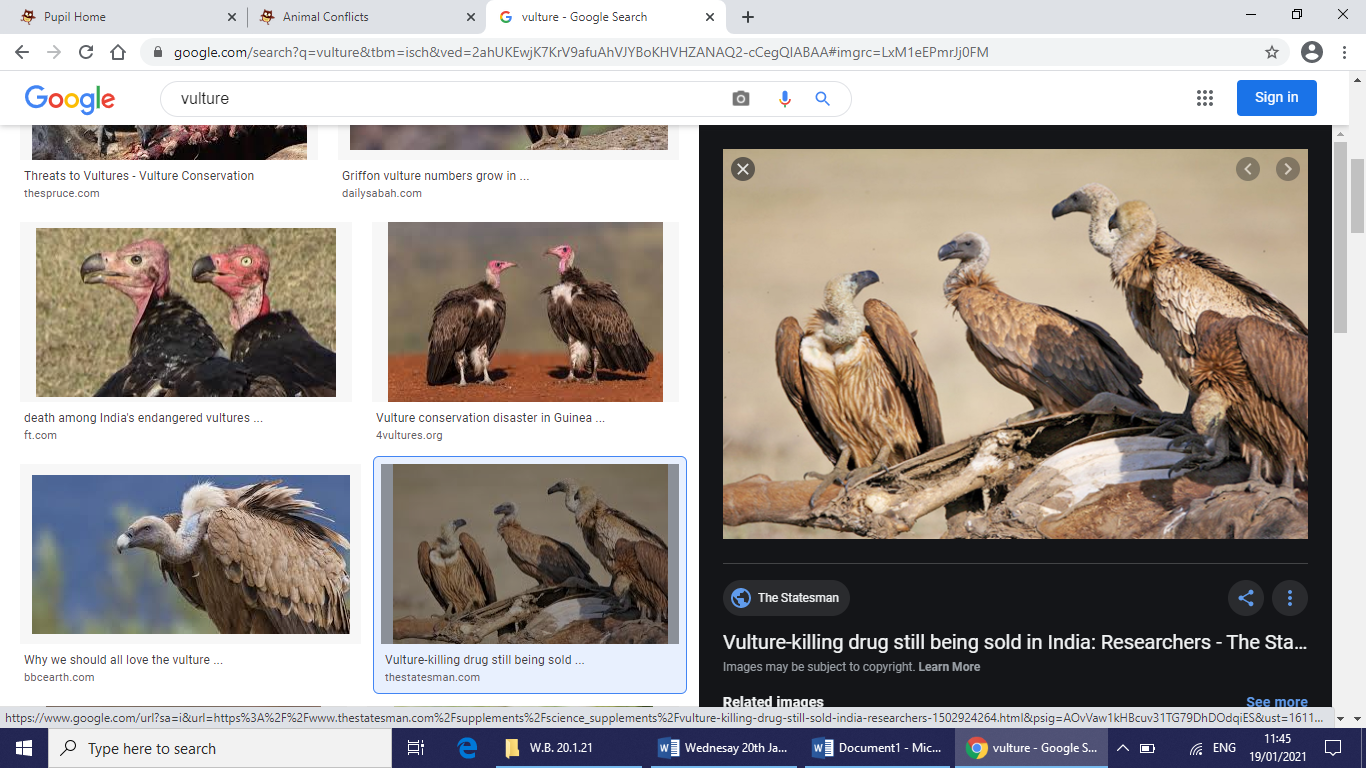 Pupil Home
Animal Conflicts
vulture - Google Search
google.com/search?q=vulture&tbm=isch&ved=2ahUKEwjK7KrV9afuAhVJYBoKHVHZANAQ2-cCegQIABAA#imgrc=LxM1eEPmrJj0FM
Google
vulture
Sign in
Threats to Vultures - Vulture Conservation
thespruce.com
Griffon vulture numbers grow in ...
dailysabah.com
death among India's endangered vultures ...
ft.com
Vulture conservation disaster in Guinea ...
4vultures.org
Why we should all love the vulture ...
bbcearth.com
Vulture-killing drug still being sold ...
thestatesman.com
The Statesman
Vulture-killing drug still being sold in India: Researchers - The Sta...
Images may be subject to copyright. Learn More
Related images
See more
https://www.google.com/url?sa=i&url=https%3A%2F%2Fwww.thestatesman.com%2Fsupplements%2Fscience_supplements%2Fvulture-killing-drug-still-sold-india-researchers-1502924264.html&psig=AOvVaw1kHBcuv31TG79DhDOdqiES&ust=1611...
Type here to search
W.B. 20.1.21
Wednesay 20th Ja...
Document1 - Mic...
vulture - Google S...
ENG
11:45
19/01/2021